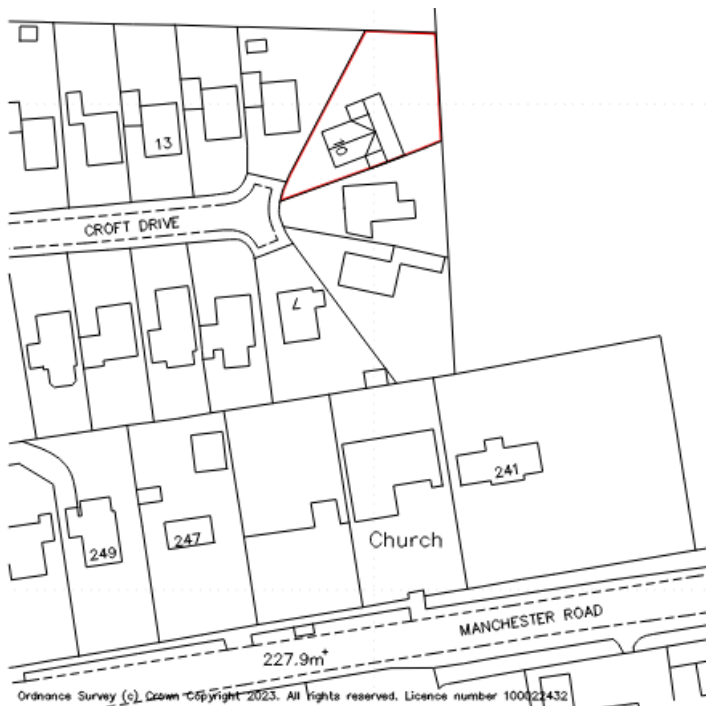 13
10
CROFT DRIVE
7
241
249
247
Church
MANCHESTER ROAD
227.9m
Ordnance Survey (c) Crown Copyright 2023. All rights reserved. Licence number 100022432